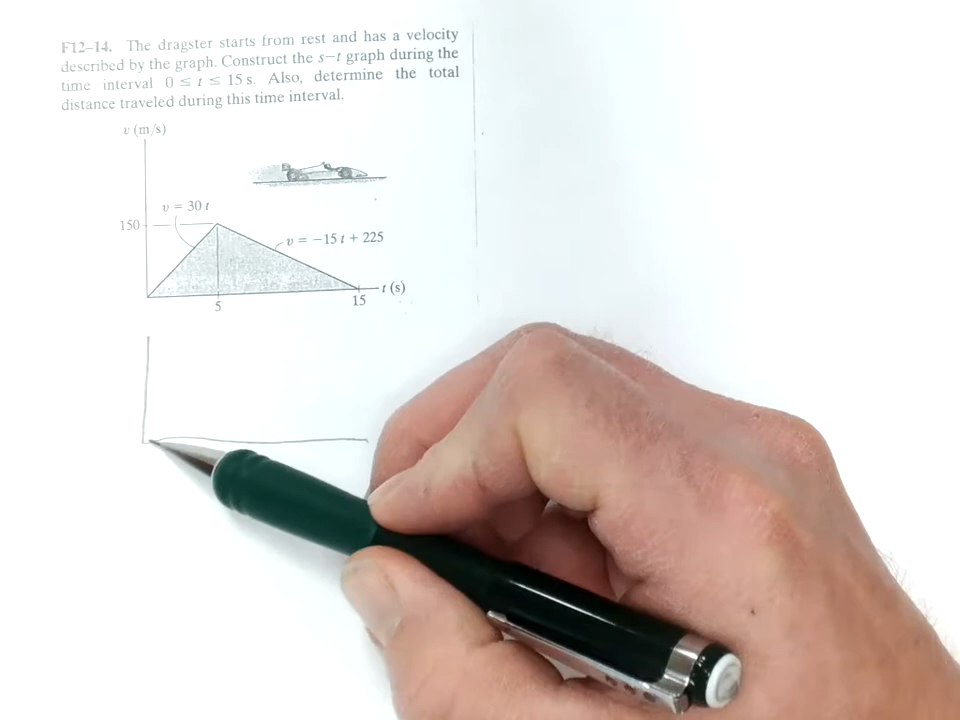 F12–14. The dragster starts from rest and has a velocity
described by the graph. Construct the s–t graph during the
time interval 0 ≤ t ≤ 15 s. Also, determine the total
distance traveled during this time interval.
v (m/s)
v = 30 t
150
v = −15 t + 225
t (s)
5
15